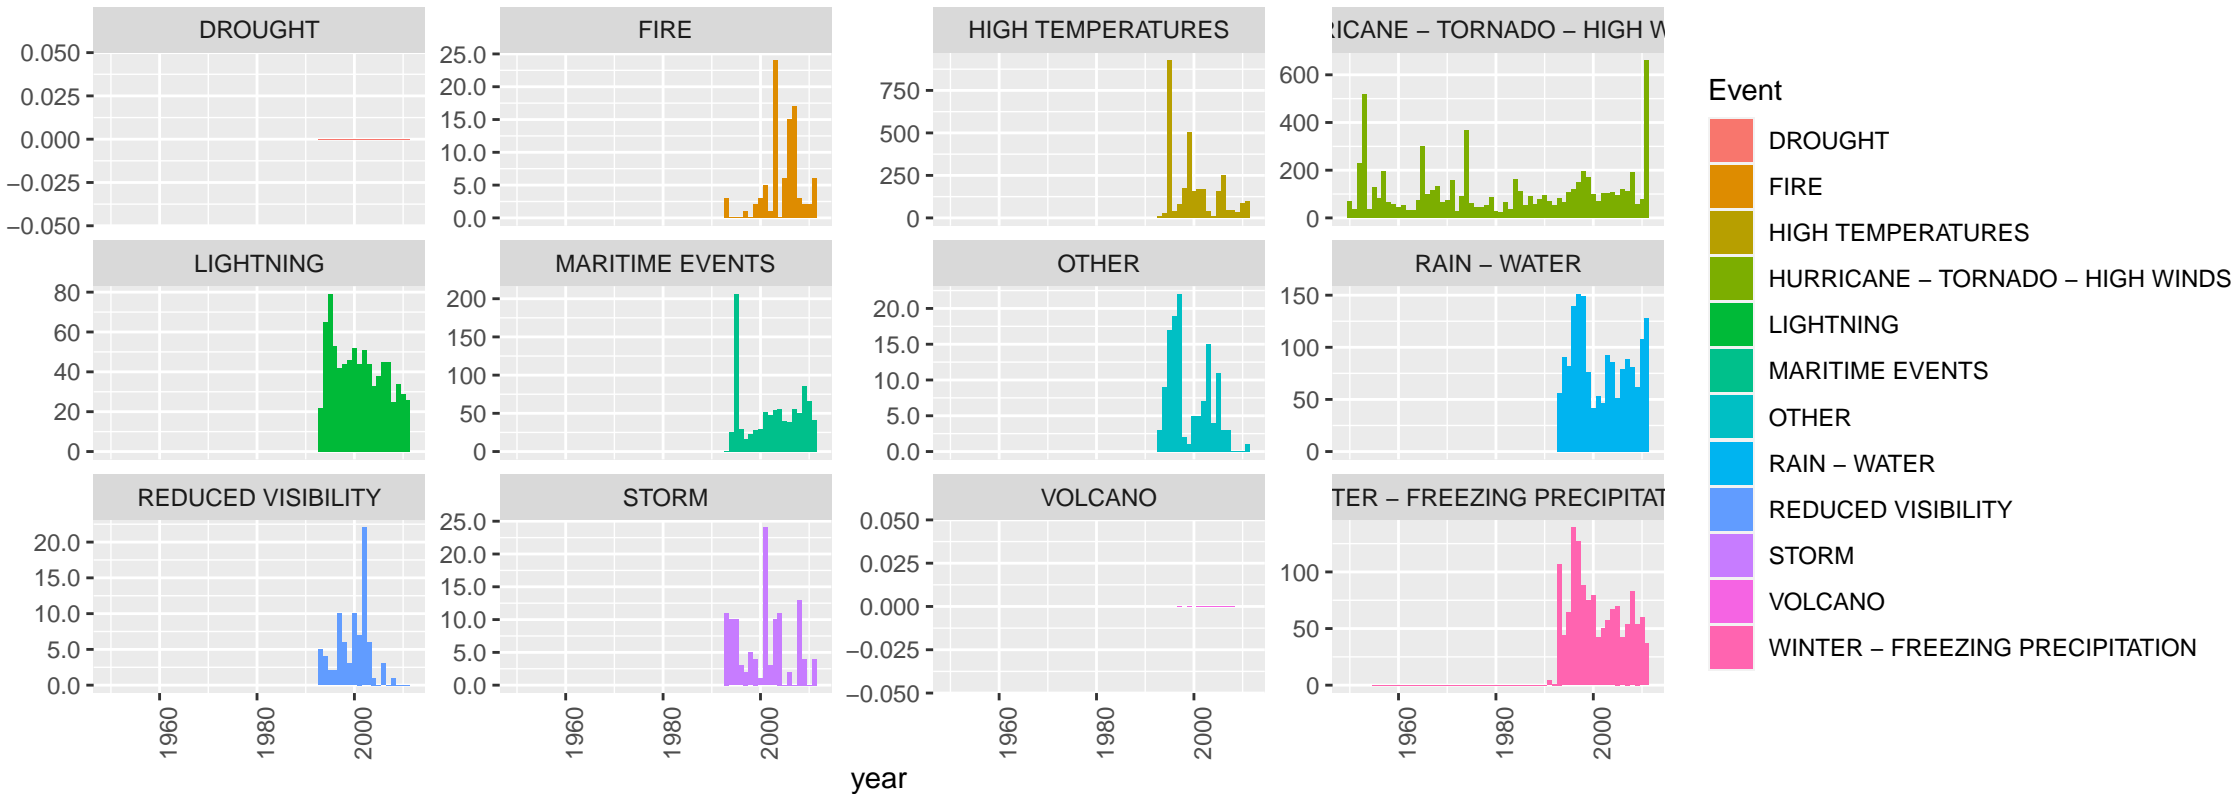 DROUGHT
FIRE
HIGH TEMPERATURES
RICANE – TORNADO – HIGH W
0.050
0.025
0.000
−0.025
−0.050
25.0
20.0
15.0
10.0
5.0
0.0
750
500
250
0
600
400
200
0
LIGHTNING
MARITIME EVENTS
OTHER
RAIN – WATER
80
60
40
20
0
200
150
100
50
0
20.0
15.0
10.0
5.0
0.0
150
100
50
0
REDUCED VISIBILITY
STORM
VOLCANO
TER – FREEZING PRECIPITAT
20.0
15.0
10.0
5.0
0.0
25.0
20.0
15.0
10.0
5.0
0.0
0.050
0.025
0.000
−0.025
−0.050
100
50
0
1960
1980
2000
1960
1980
2000
1960
1980
2000
1960
1980
2000
year
Event
DROUGHT
FIRE
HIGH TEMPERATURES
HURRICANE – TORNADO – HIGH WINDS
LIGHTNING
MARITIME EVENTS
OTHER
RAIN – WATER
REDUCED VISIBILITY
STORM
VOLCANO
WINTER – FREEZING PRECIPITATION